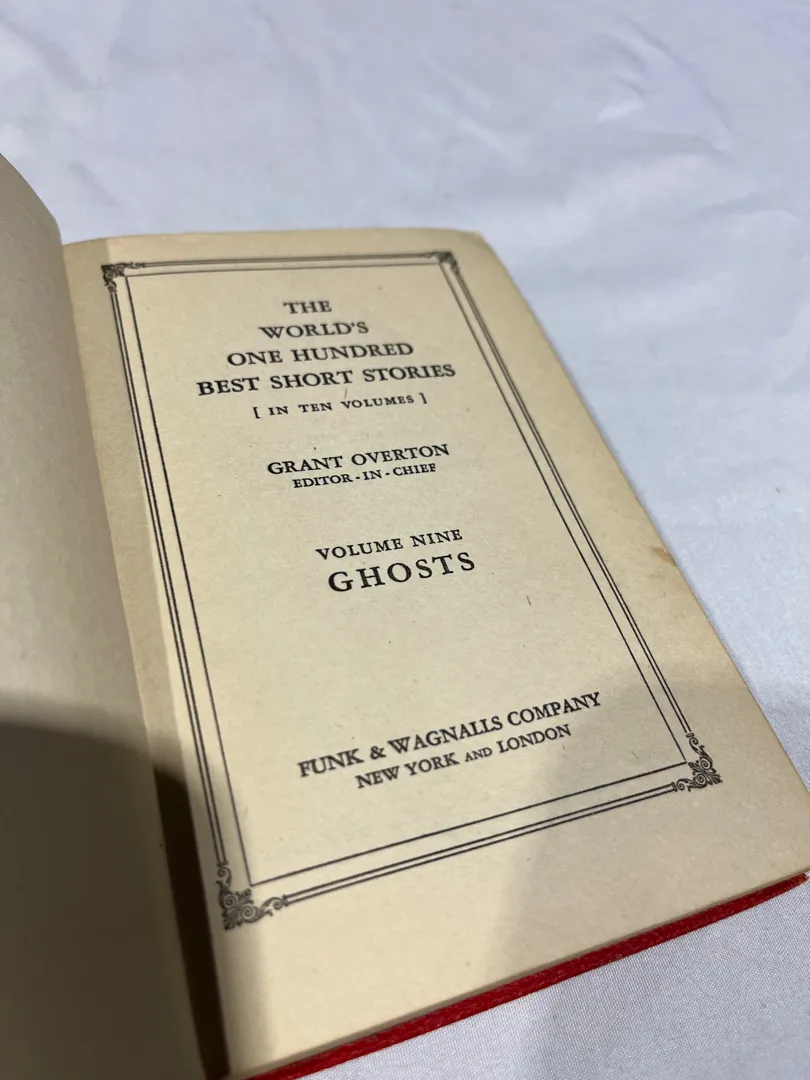 THE
WORLD'S
ONE HUNDRED
BEST SHORT STORIES
[ IN TEN VOLUMES ]
GRANT OVERTON
EDITOR-IN-CHIEF
VOLUME NINE
GHOSTS
FUNK & WAGNALLS COMPANY
NEW YORK AND LONDON